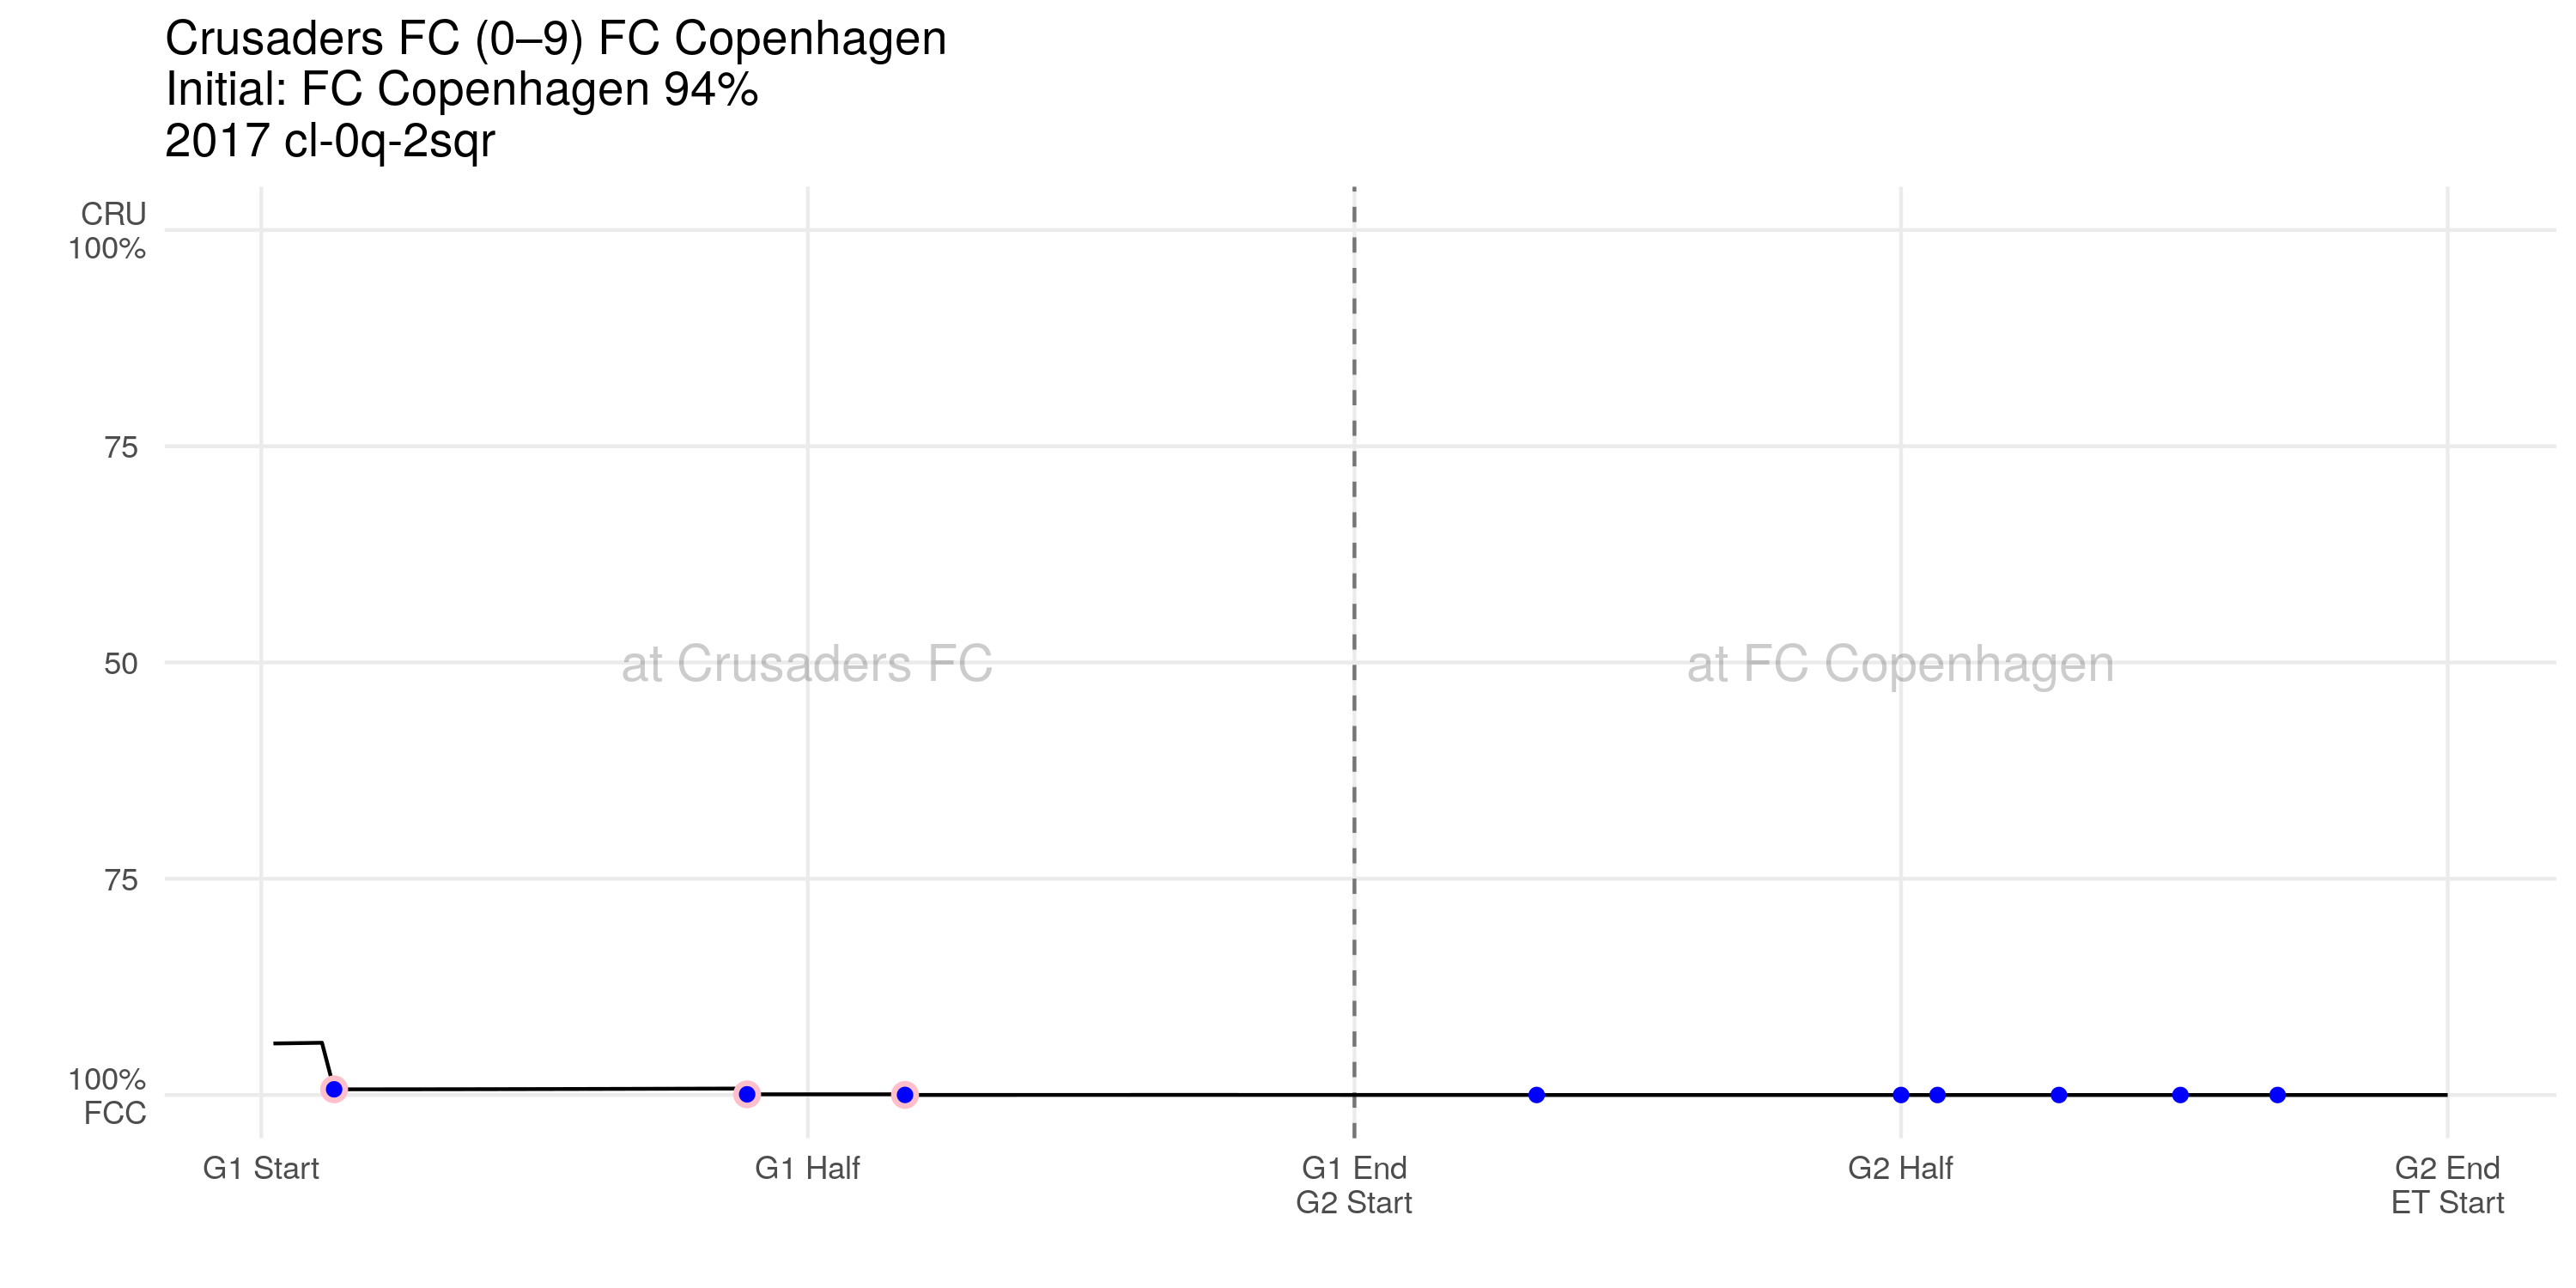 Crusaders FC (0–9) FC Copenhagen
Initial: FC Copenhagen 94%
2017 cl-0q-2sqr
CRU
100%
75
50
75
100%
FCC
at Crusaders FC
at FC Copenhagen
G1 Start
G1 Half
G1 End
G2 Start
G2 Half
G2 End
ET Start